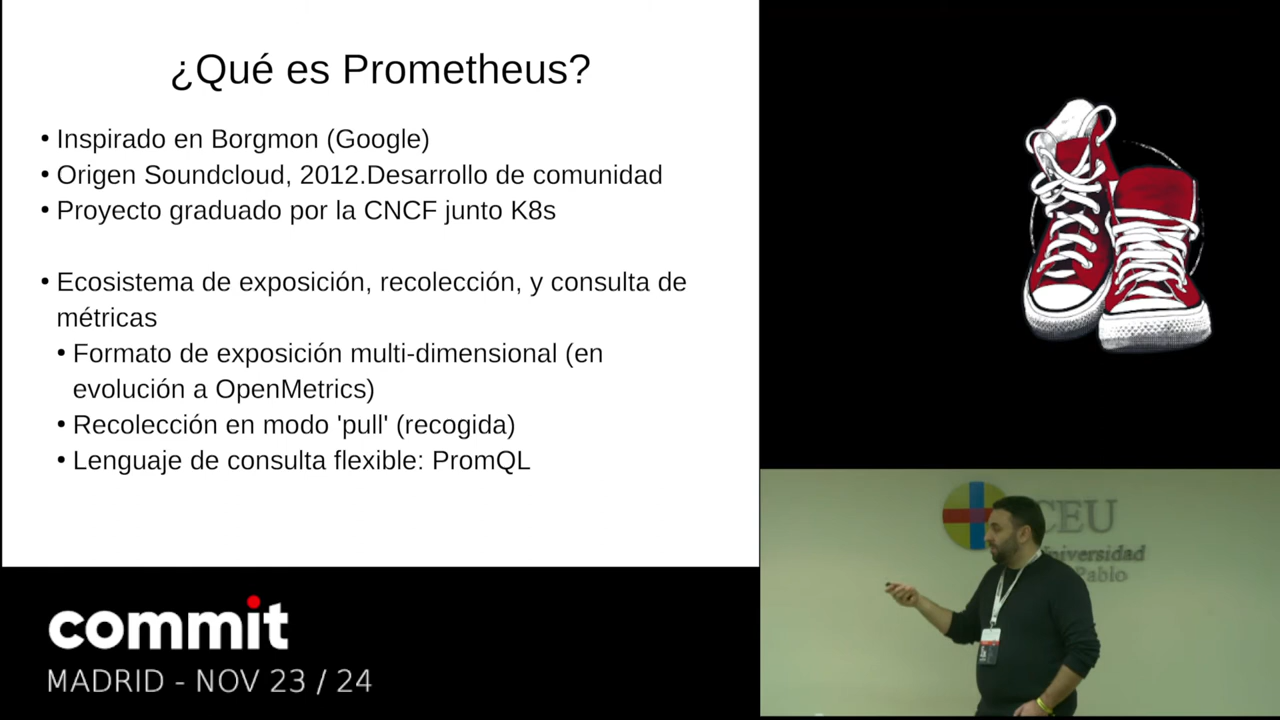 ¿Qué es Prometheus?
• Inspirado en Borgmon (Google)
• Origen Soundcloud, 2012.Desarrollo de comunidad
• Proyecto graduado por la CNCF junto K8s
• Ecosistema de exposición, recolección, y consulta de
métricas
• Formato de exposición multi-dimensional (en
evolución a OpenMetrics)
• Recolección en modo 'pull' (recogida)
• Lenguaje de consulta flexible: PromQL
commit
MADRID - NOV 23 / 24
CEU
Universidad
Pablo